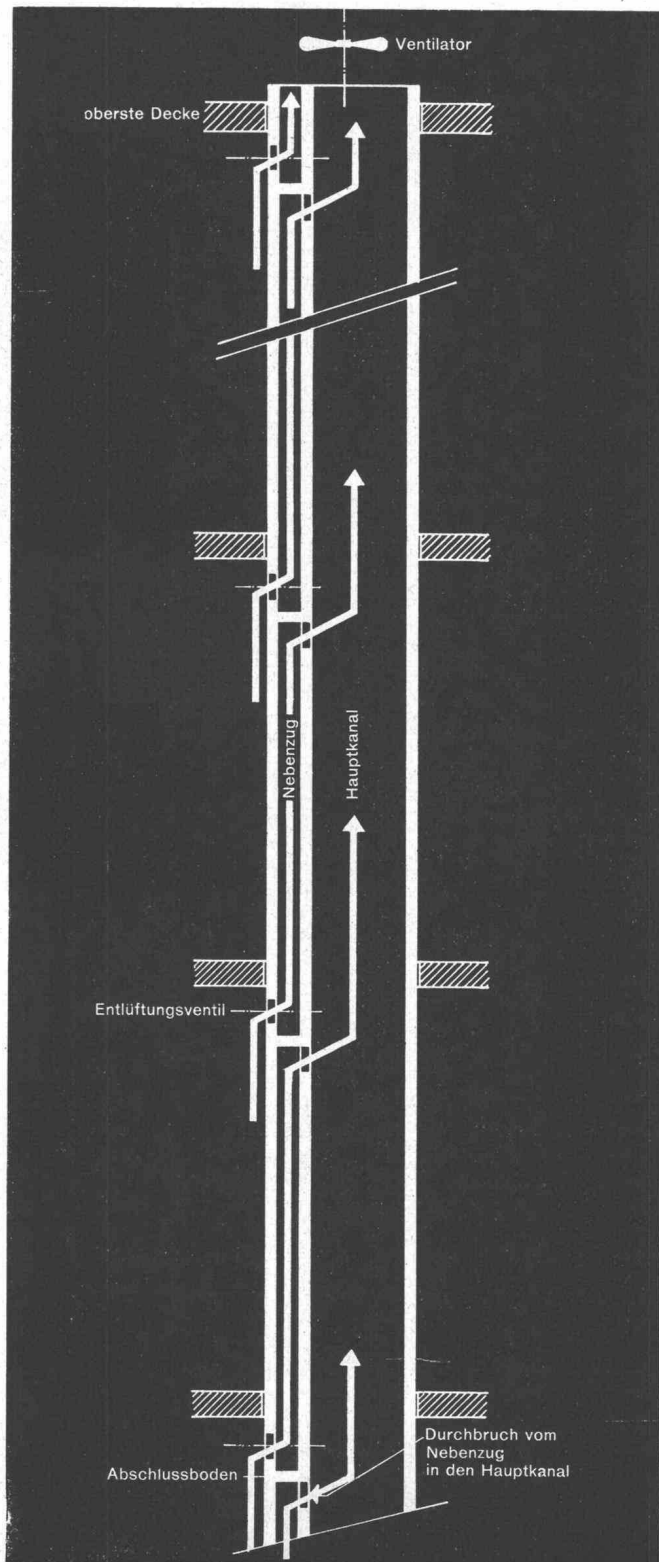 Ventilator
oberste Decke
Nebenzug
Hauptkanal
Entlüftungsventil
Durchbruch vom
Nebenzug
in den Hauptkanal
Abschlussboden